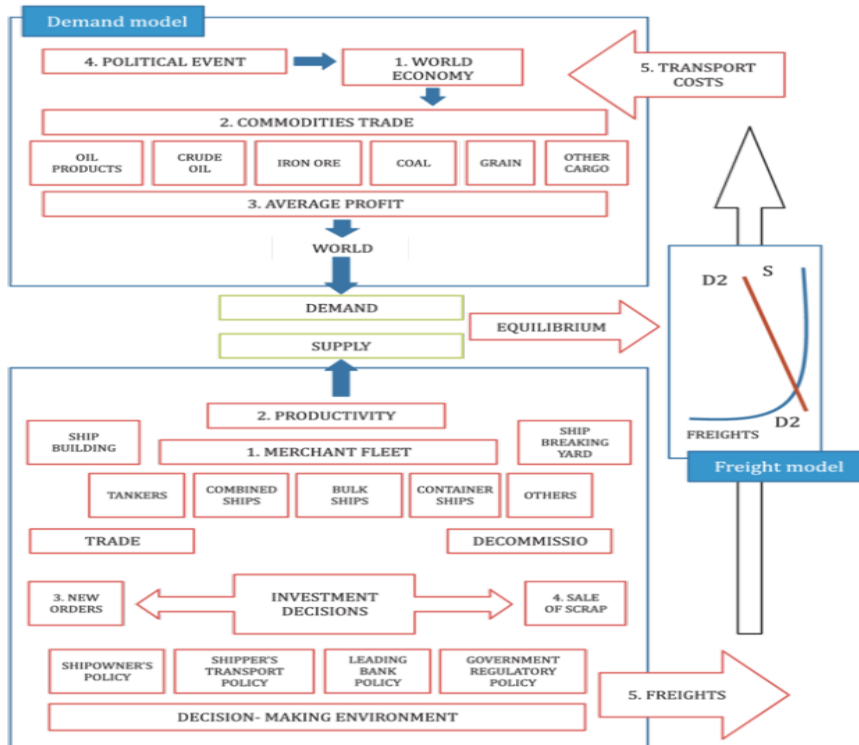 Demand model
4. POLITICAL EVENT
1. WORLD
ECONOMY
5. TRANSPORT
COSTS
2. COMMODITIES TRADE
OIL
PRODUCTS
CRUDE
OIL
IRON ORE
COAL
GRAIN
OTHER
CARGO
3. AVERAGE PROFIT
WORLD
DEMAND
SUPPLY
EQUILIBRIUM
D2
S
D2
FREIGHTS
Freight model
2. PRODUCTIVITY
SHIP
BUILDING
1. MERCHANT FLEET
SHIP
BREAKING
YARD
TANKERS
COMBINED
SHIPS
BULK
SHIPS
CONTAINER
SHIPS
OTHERS
TRADE
DECOMMISSIO
3. NEW
ORDERS
INVESTMENT
DECISIONS
4. SALE
OF SCRAP
SHIPOWNER'S
POLICY
SHIPPER'S
TRANSPORT
POLICY
LEADING
BANK
POLICY
GOVERNMENT
REGULATORY
POLICY
5. FREIGHTS
DECISION- MAKING ENVIRONMENT